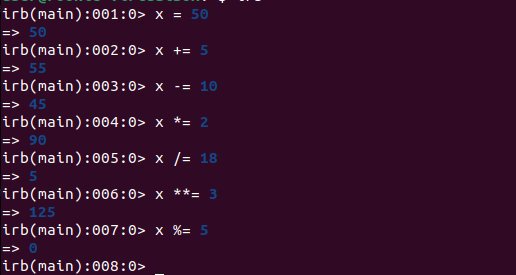 irb(main):001:0> x = 50
=> 50
irb(main):002:0> x += 5
=> 55
irb(main):003:0> x -= 10
=> 45
irb(main):004:0> x *= 2
=> 90
irb(main):005:0> x /= 18
=> 5
irb(main):006:0> x **= 3
=> 125
irb(main):007:0> x %= 5
=> 0
irb(main):008:0>